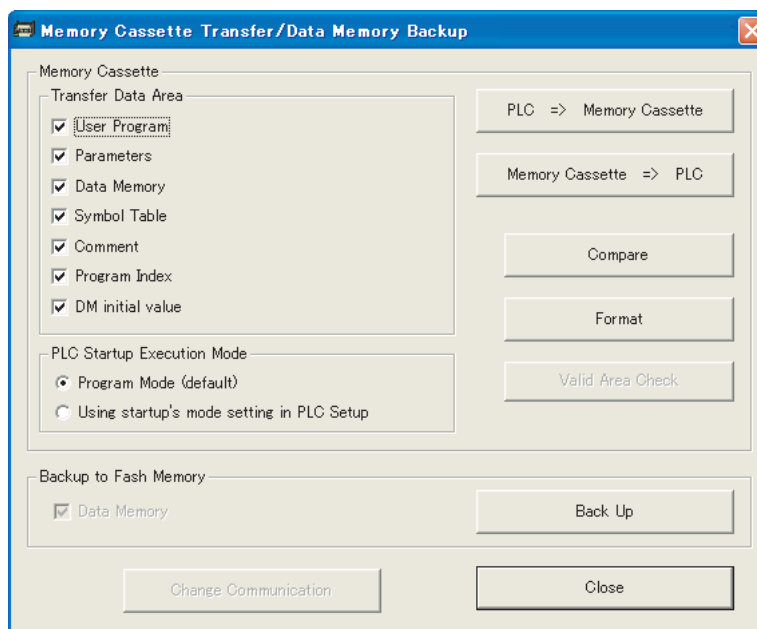 Memory Cassette Transfer/Data Memory Backup
Memory Cassette
Transfer Data Area
User Program
Parameters
Data Memory
Symbol Table
Comment
Program Index
DM initial value
PLC => Memory Cassette
Memory Cassette => PLC
Compare
Format
Valid Area Check
PLC Startup Execution Mode
Program Mode (default)
Using startup's mode setting in PLC Setup
Backup to Fash Memory
Data Memory
Back Up
Change Communication
Close